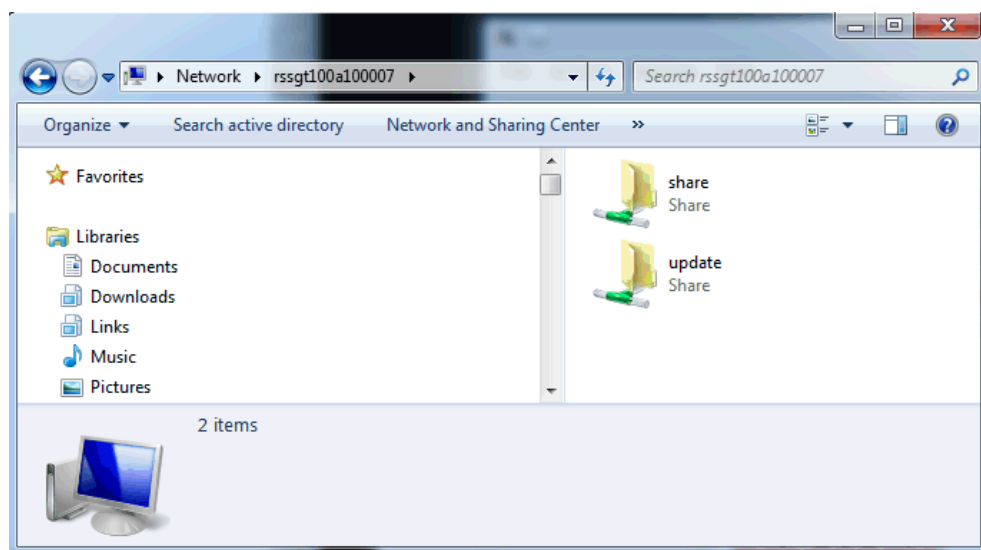 Network rssgt100a100007
Search rssgt100a100007
Organize Search active directory Network and Sharing Center »
Favorites
Libraries
Documents
Downloads
Links
Music
Pictures
share
Share
update
Share
2 items